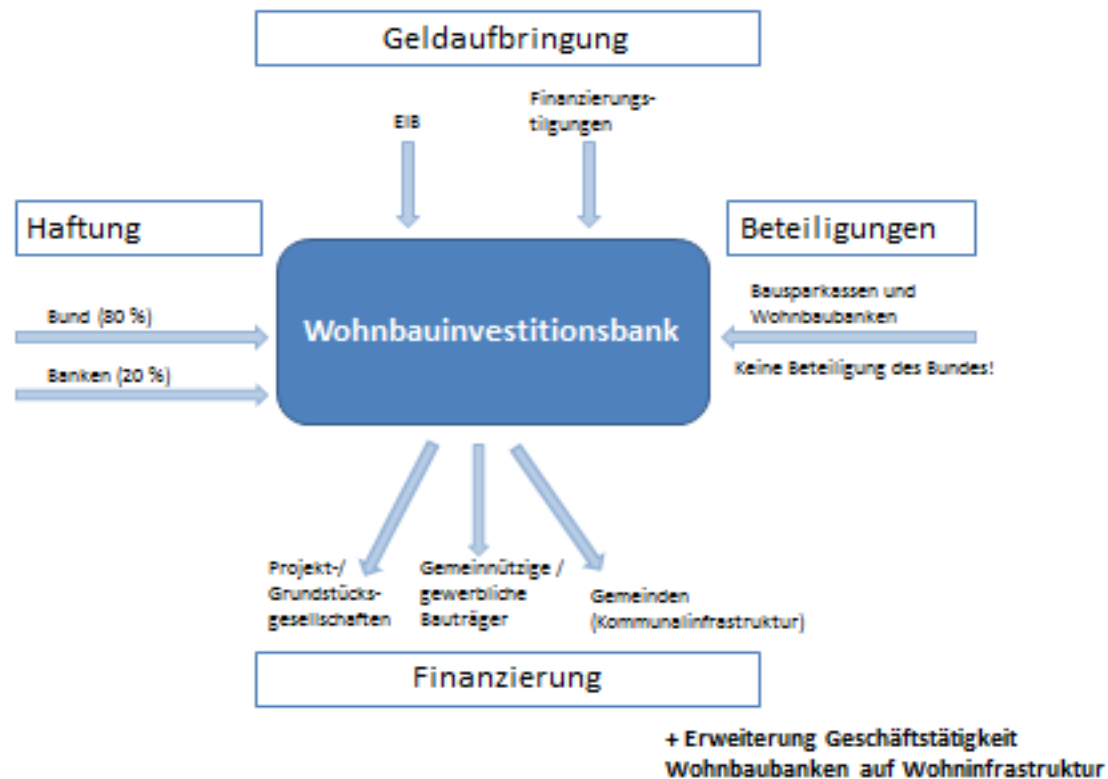 Geldaufbringung
EIB
Finanzierungs-
tilgungen
Haftung
Beteiligungen
Bund (80 %)
Banken (20 %)
Wohnbauinvestitionsbank
Bausparkassen und
Wohnbaubanken
Keine Beteiligung des Bundes!
Projekt-/
Grundstücks-
gesellschaften
Gemeinnützige /
gewerbliche
Bauträger
Gemeinden
(Kommunalinfrastruktur)
Finanzierung
+ Erweiterung Geschäftstätigkeit
Wohnbaubanken auf Wohninfrastruktur